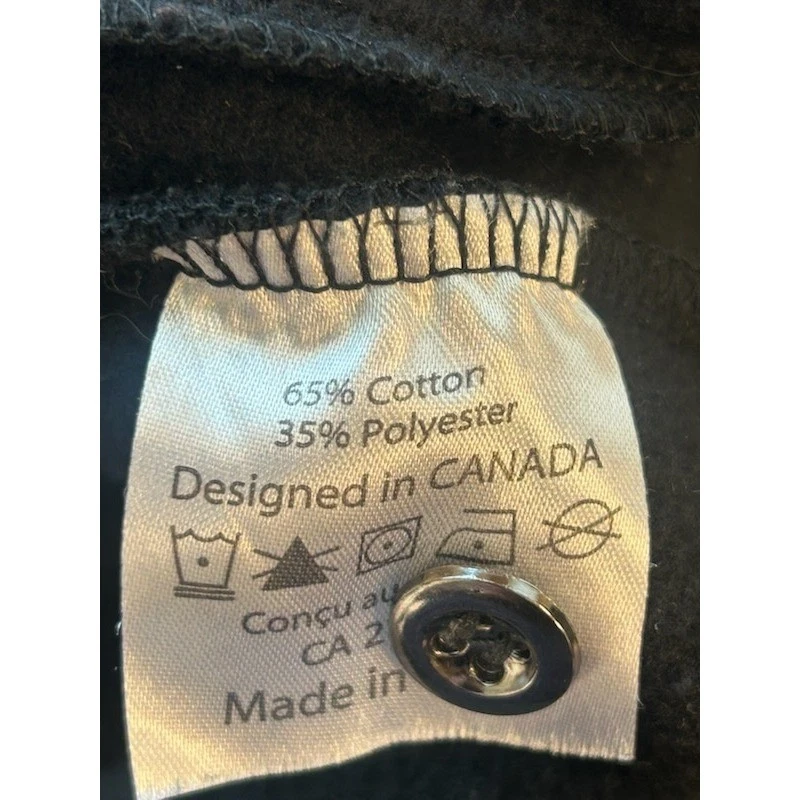 65% Cotton
35% Polyester
Designed in CANADA
Conçu au
CA 2
Made in